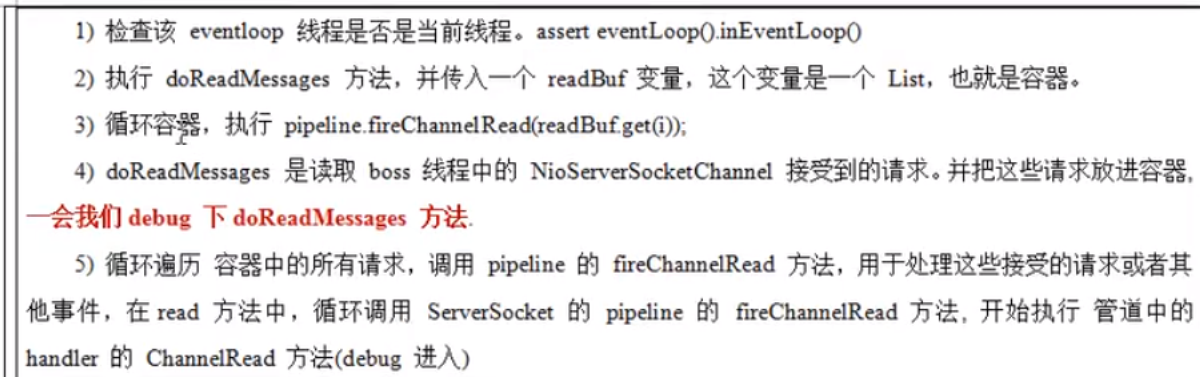 1) 检查该 eventloop 线程是否是当前线程。assert eventLoop().inEventLoop()
2) 执行 doReadMessages 方法，并传入一个 readBuf 变量，这个变量是一个 List，也就是容器。
3) 循环容器，执行 pipeline.fireChannelRead(readBuf.get(i));
4) doReadMessages 是读取 boss 线程中的 NioServerSocketChannel 接受到的请求。并把这些请求放进容器,
一会我们 debug 下 doReadMessages 方法.
5) 循环遍历 容器中的所有请求，调用 pipeline 的 fireChannelRead 方法，用于处理这些接受的请求或者其
他事件，在 read 方法中，循环调用 ServerSocket 的 pipeline 的 fireChannelRead 方法, 开始执行 管道中的
handler 的 ChannelRead 方法(debug 进入)